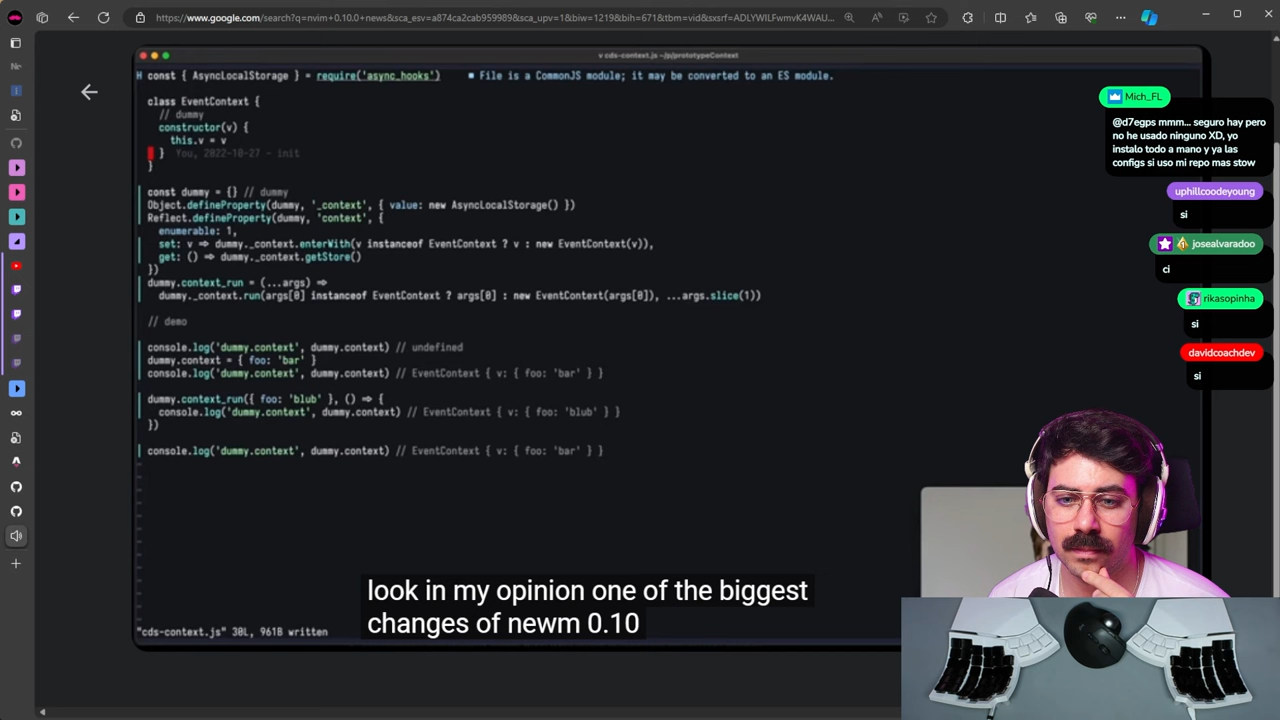 https://www.google.com/search?q=nvim+0.10.0+news&sca_esv=a874ca2cab959989&sca_upv=1&biw=1219&bih=671&tbm=vid&sxsrf=ADLYWILFwmvK4WAU...
v cds-context.js ~/p/prototypeContext
H const { AsyncLocalStorage } = require('async_hooks') ■ File is a CommonJS module; it may be converted to an ES module.
class EventContext {
// dummy
constructor(v) {
this.v = v
} You, 2022-10-27 - init
}
const dummy = {} // dummy
Object.defineProperty(dummy, '_context', { value: new AsyncLocalStorage() })
Reflect.defineProperty(dummy, 'context', {
enumerable: 1,
set: v => dummy._context.enterWith(v instanceof EventContext ? v : new EventContext(v)),
get: () => dummy._context.getStore()
})
dummy.context_run = (...args) =>
dummy._context.run(args[0] instanceof EventContext ? args[0] : new EventContext(args[0]), ...args.slice(1))
// demo
console.log('dummy.context', dummy.context) // undefined
dummy.context = { foo: 'bar' }
console.log('dummy.context', dummy.context) // EventContext { v: { foo: 'bar' } }
dummy.context_run({ foo: 'blub' }, () => {
console.log('dummy.context', dummy.context) // EventContext { v: { foo: 'blub' } }
})
console.log('dummy.context', dummy.context) // EventContext { v: { foo: 'bar' } }
"cds-context.js" 30L, 961B written
look in my opinion one of the biggest
changes of newm 0.10
Mich_FL
@d7egps mmm... seguro hay pero
no he usado ninguno XD, yo
instalo todo a mano y ya las
configs si uso mi repo mas stow
uphillcoodeyoung
si
josealvaradoo
ci
rikasopinha
si
davidcoachdev
si